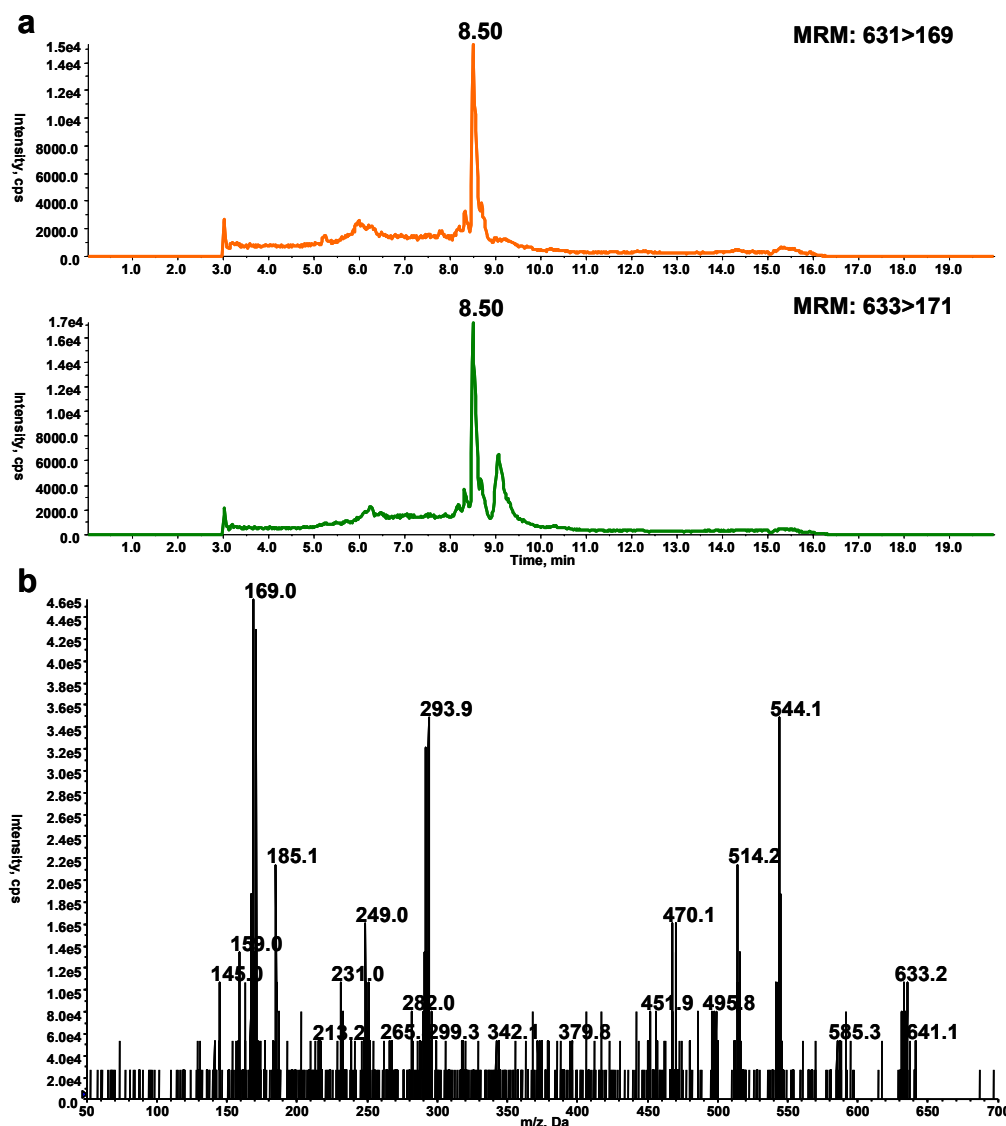 a
8.50
MRM: 631>169
1.5e4
1.4e4
1.2e4
1.0e4
8000.0
6000.0
4000.0
2000.0
0.0
Intensity, cps
1.0 2.0 3.0 4.0 5.0 6.0 7.0 8.0 9.0 10.0 11.0 12.0 13.0 14.0 15.0 16.0 17.0 18.0 19.0
8.50
MRM: 633>171
1.7e4
1.6e4
1.4e4
1.2e4
1.0e4
8000.0
6000.0
4000.0
2000.0
0.0
Intensity, cps
1.0 2.0 3.0 4.0 5.0 6.0 7.0 8.0 9.0 10.0 11.0 12.0 13.0 14.0 15.0 16.0 17.0 18.0 19.0
Time, min
b
169.0
4.6e5
4.4e5
4.2e5
4.0e5
3.8e5
3.6e5
3.4e5
3.2e5
3.0e5
2.8e5
2.6e5
2.4e5
2.2e5
2.0e5
1.8e5
1.6e5
1.4e5
1.2e5
1.0e5
8.0e4
6.0e4
4.0e4
2.0e4
0.0
Intensity, cps
293.9
544.1
185.1
514.2
249.0
470.1
159.0
145.0
231.0
282.0
451.9
495.8
633.2
213.2
265.
299.3
342.1
379.8
585.3
641.1
50 100 150 200 250 300 350 400 450 500 550 600 650 700
m/z, Da